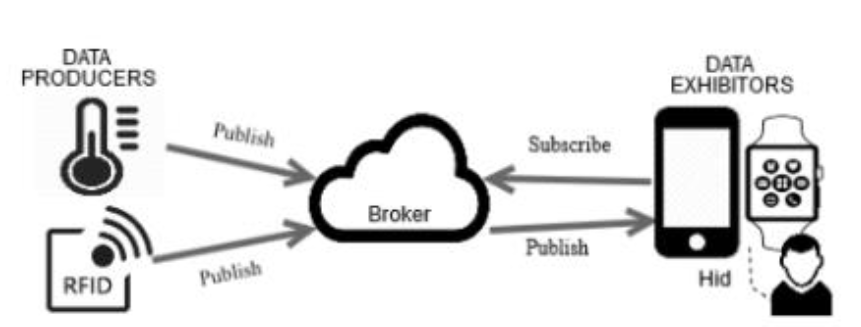 DATA
PRODUCERS
DATA
EXHIBITORS
Publish
Subscribe
Broker
Publish
Publish
RFID
Hid